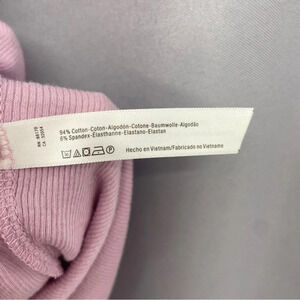 94% Cotton-Coton-Algodón-Cotone-Baumwolle-Algodão
6% Spandex-Élasthanne-Elastano-Elastan
Hecho en Vietnam/Fabricado no Vietname